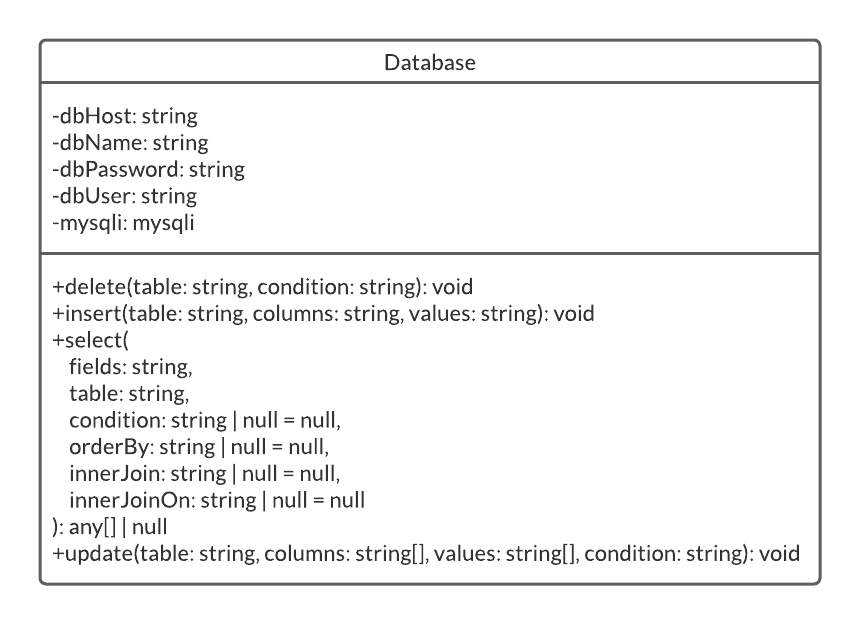 Database
-dbHost: string
-dbName: string
-dbPassword: string
-dbUser: string
-mysqli: mysqli
+delete(table: string, condition: string): void
+insert(table: string, columns: string, values: string): void
+select(
fields: string,
table: string,
condition: string | null = null,
orderBy: string | null = null,
innerJoin: string | null = null,
innerJoinOn: string | null = null
): any[] | null
+update(table: string, columns: string[], values: string[], condition: string): void